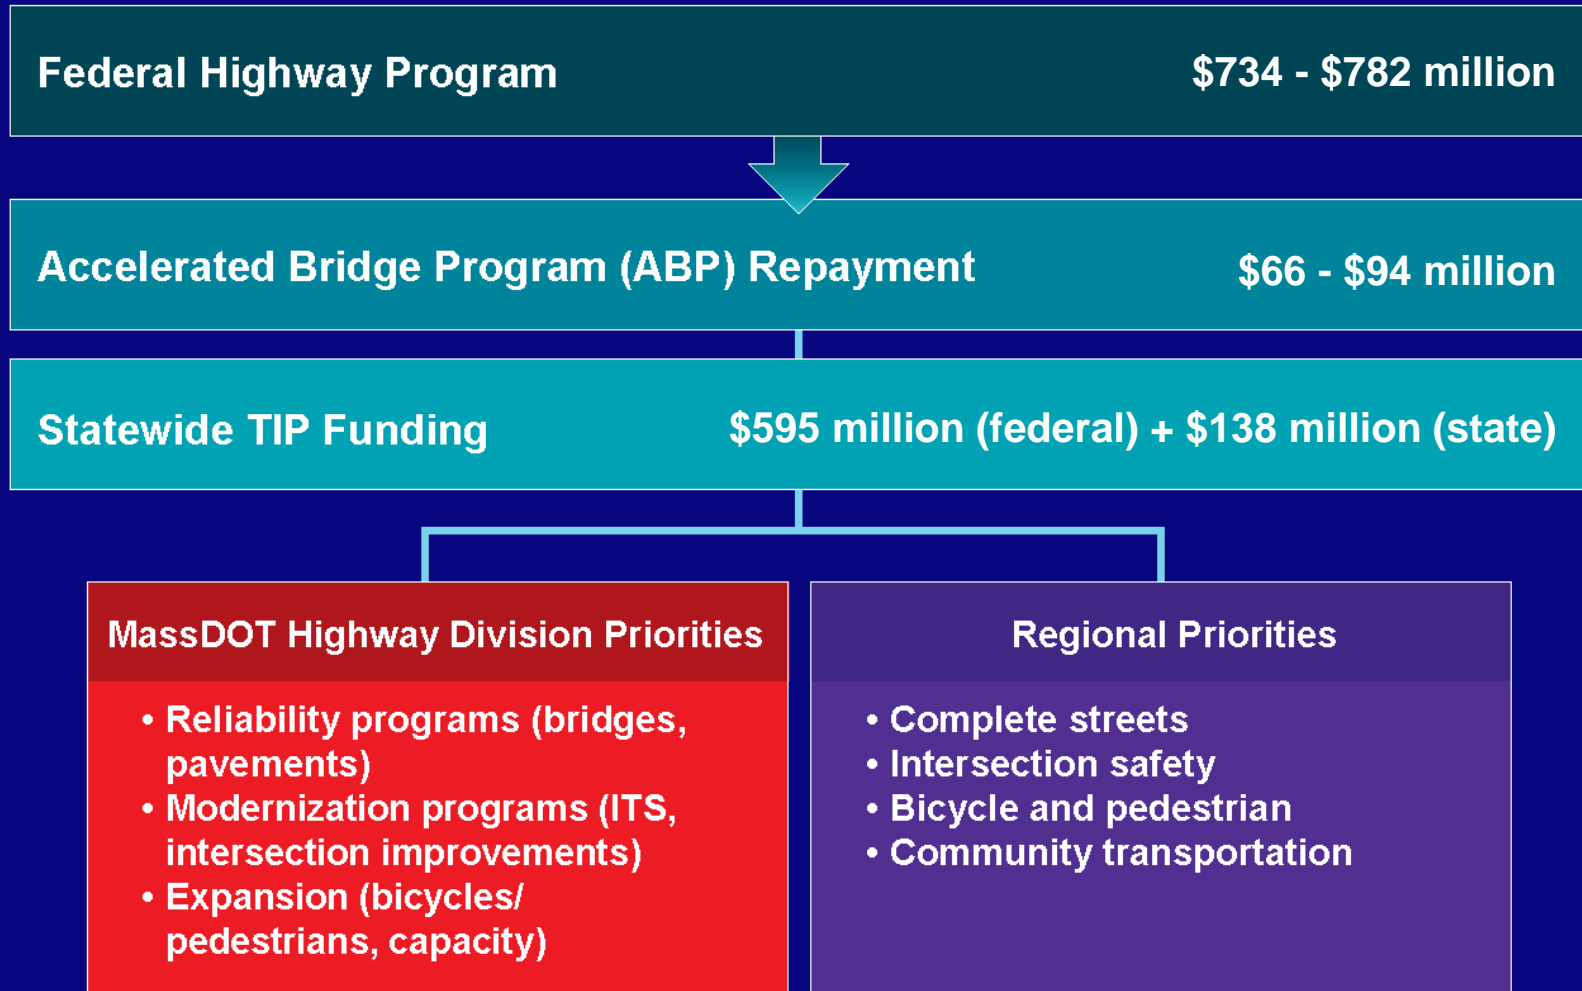 Federal Highway Program $734 - $782 million
Accelerated Bridge Program (ABP) Repayment $66 - $94 million
Statewide TIP Funding $595 million (federal) + $138 million (state)
MassDOT Highway Division Priorities
• Reliability programs (bridges,
pavements)
• Modernization programs (ITS,
intersection improvements)
• Expansion (bicycles/
pedestrians, capacity)
Regional Priorities
• Complete streets
• Intersection safety
• Bicycle and pedestrian
• Community transportation